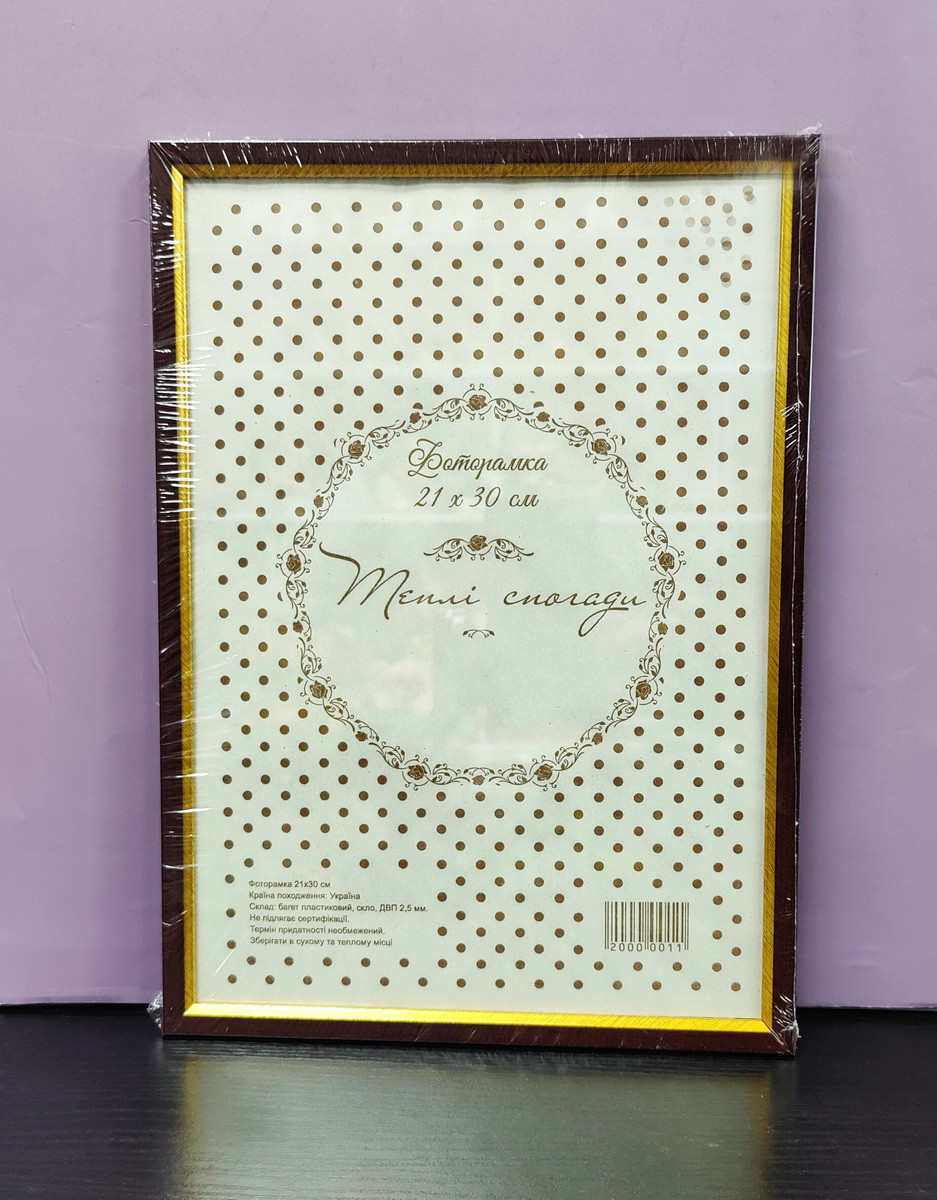 Фоторамка
21 x 30 см
Теплі спогади
Фоторамка 21x30 см
Країна походження: Україна
Склад: багет пластиковий, скло, ДВП 2,5 мм.
Не підлягає сертифікації.
Термін придатності необмежений.
Зберігати в сухому та теплому місці
2000 0011